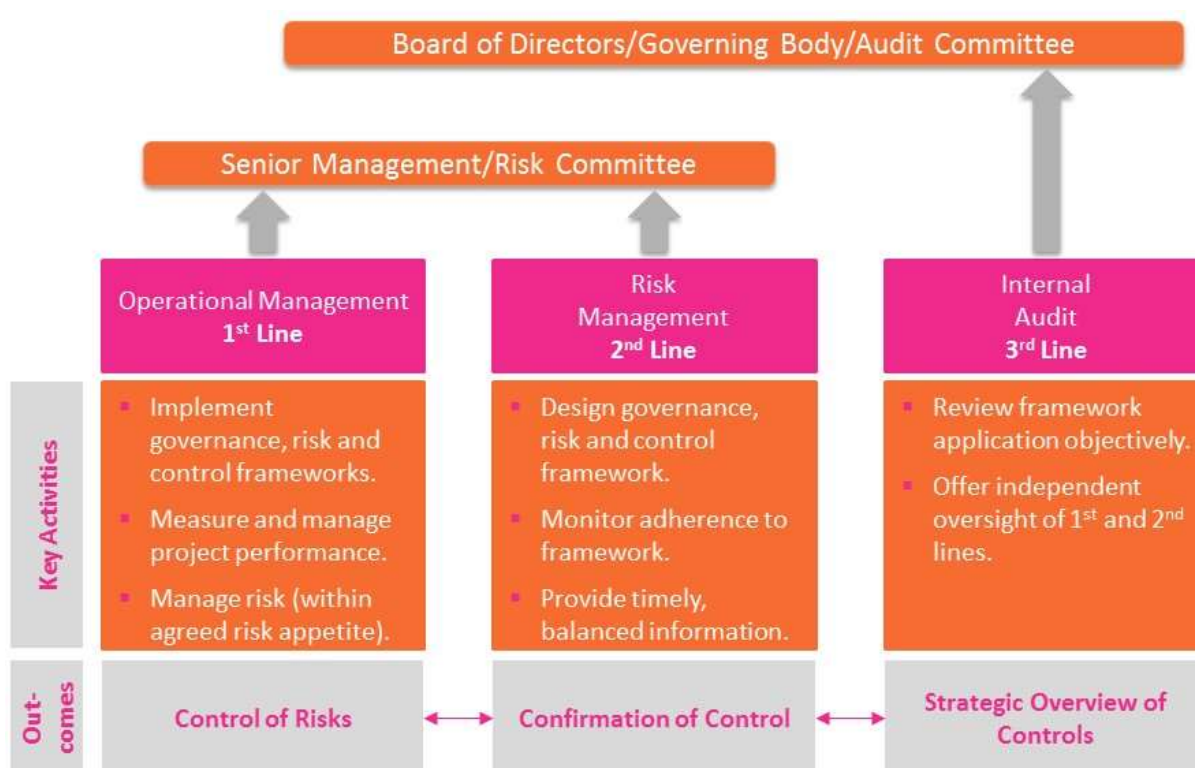 Board of Directors/Governing Body/Audit Committee
Senior Management/Risk Committee
Operational Management
1st Line
Risk
Management
2nd Line
Internal
Audit
3rd Line
Key Activities
Implement
governance, risk and
control frameworks.
Measure and manage
project performance.
Manage risk (within
agreed risk appetite).
Design governance,
risk and control
framework.
Monitor adherence to
framework.
Provide timely,
balanced information.
Review framework
application objectively.
Offer independent
oversight of 1st and 2nd
lines.
Out-
comes
Control of Risks
Confirmation of Control
Strategic Overview of
Controls